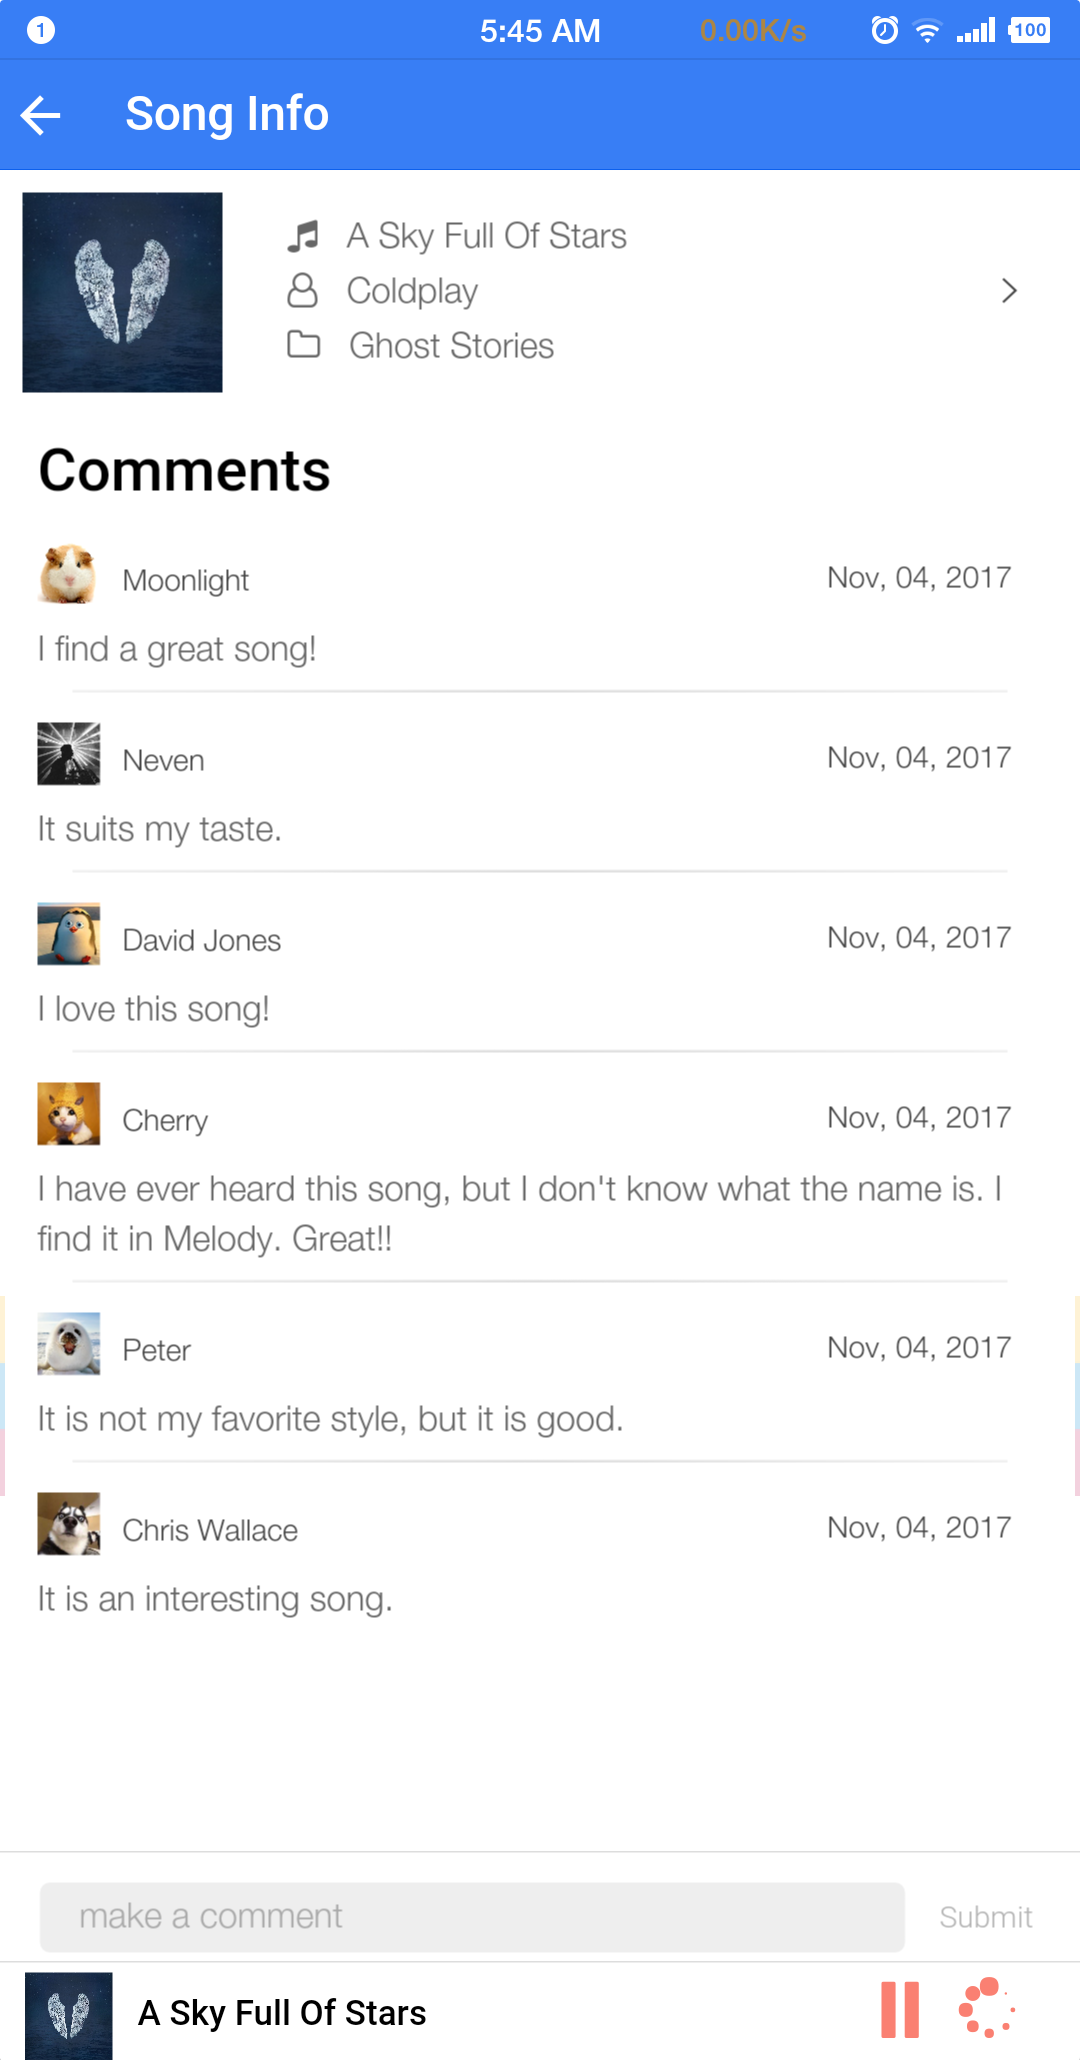 1 5:45 AM 0.00K/s 100
Song Info
A Sky Full Of Stars
Coldplay
Ghost Stories
Comments
Moonlight Nov, 04, 2017
I find a great song!
Neven Nov, 04, 2017
It suits my taste.
David Jones Nov, 04, 2017
I love this song!
Cherry Nov, 04, 2017
I have ever heard this song, but I don't know what the name is. I
find it in Melody. Great!!
Peter Nov, 04, 2017
It is not my favorite style, but it is good.
Chris Wallace Nov, 04, 2017
It is an interesting song.
make a comment Submit
A Sky Full Of Stars